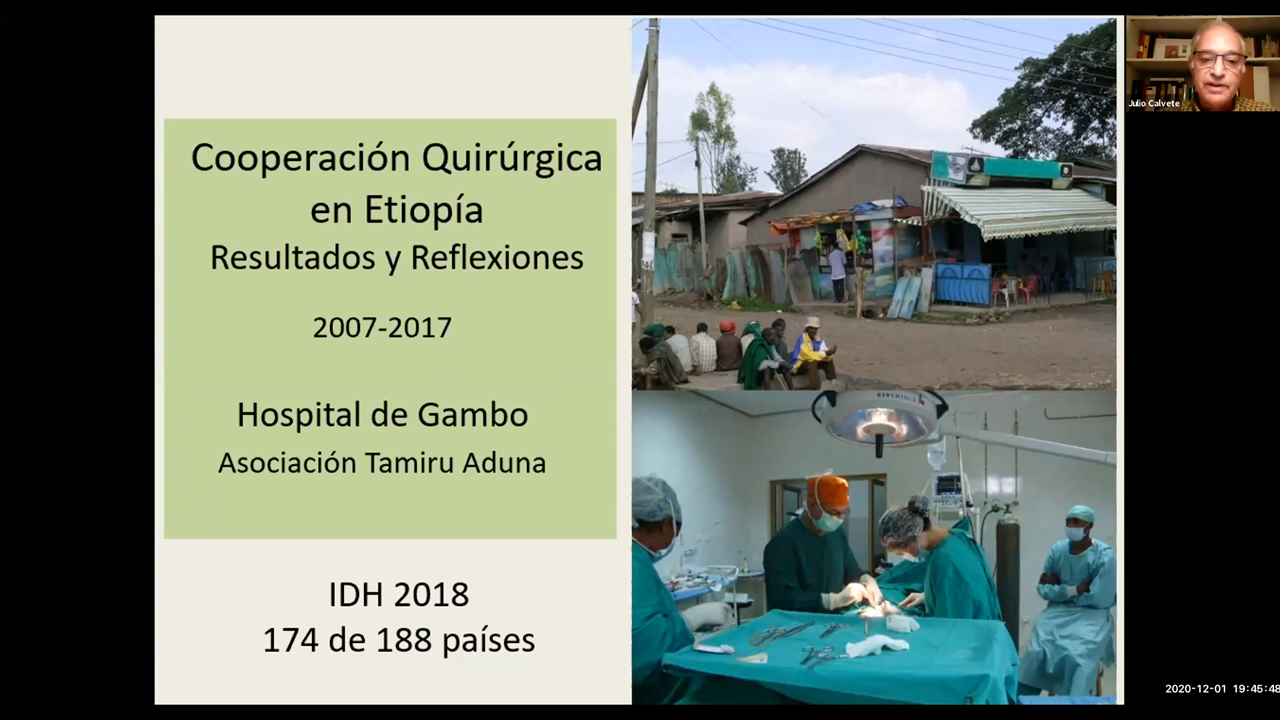 Cooperación Quirúrgica
en Etiopía
Resultados y Reflexiones
2007-2017
Hospital de Gambo
Asociación Tamiru Aduna
IDH 2018
174 de 188 países
BERCHTOLD
Julio Calvete
2020-12-01 19:45:48